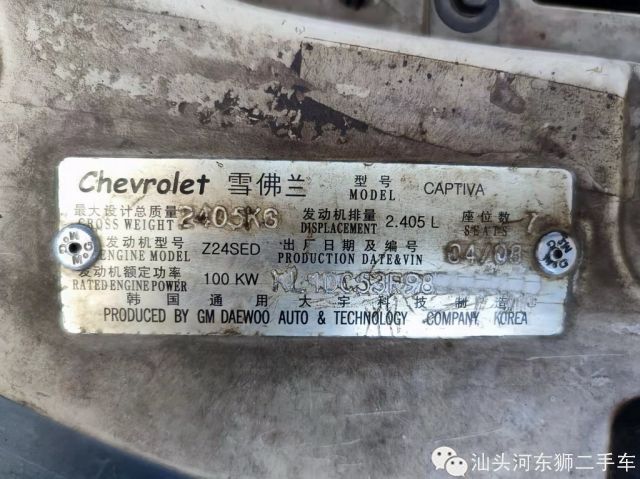 Chevrolet 雪佛兰 型号 MODEL CAPTIVA
最大设计总质量 GROSS WEIGHT 2405KG 发动机排量 DISPLACEMENT 2.405 L 座位数 SEATS 7
发动机型号 ENGINE MODEL Z24SED 出厂日期及编号 PRODUCTION DATE&VIN 04/08
发动机额定功率 RATED ENGINE POWER 100 KW
韩国通用大宇科技制造
PRODUCED BY GM DAEWOO AUTO & TECHNOLOGY COMPANY KOREA
汕头河东狮二手车